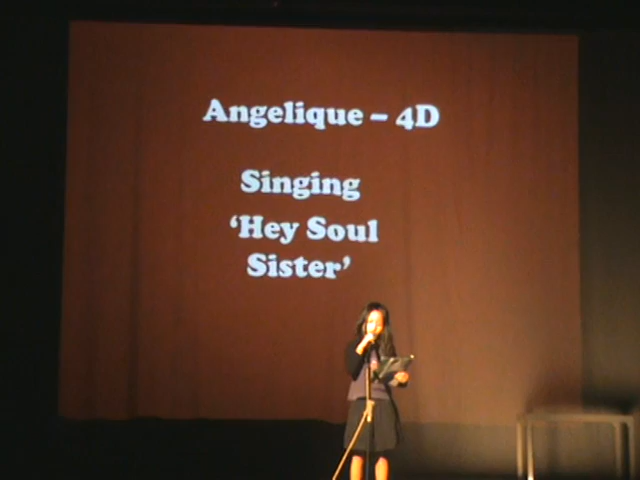 Angelique – 4D
Singing
‘Hey Soul
Sister’